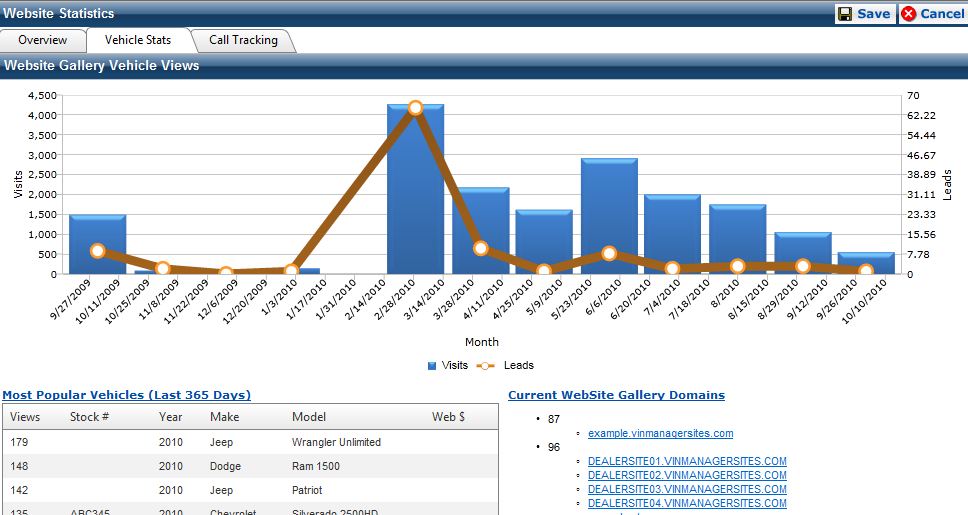 Website Statistics Save Cancel
Overview Vehicle Stats Call Tracking
Website Gallery Vehicle Views
4,500 70
4,000 62.22
3,500 54.44
3,000 46.67
2,500 38.89
2,000 31.11
1,500 23.33
1,000 15.56
500 7.78
0 0
Visits
Leads
9/27/2009 10/11/2009 10/25/2009 11/8/2009 11/22/2009 12/6/2009 12/20/2009 1/3/2010 1/17/2010 1/31/2010 2/14/2010 2/28/2010 3/14/2010 3/28/2010 4/11/2010 4/25/2010 5/9/2010 5/23/2010 6/6/2010 6/20/2010 7/4/2010 7/18/2010 8/1/2010 8/15/2010 8/29/2010 9/12/2010 9/26/2010 10/10/2010
Month
Visits Leads
Most Popular Vehicles (Last 365 Days)
Views Stock # Year Make Model Web $
179 2010 Jeep Wrangler Unlimited
148 2010 Dodge Ram 1500
142 2010 Jeep Patriot
135 ABC345 2010 Chevrolet Silverado 2500HD
Current WebSite Gallery Domains
87
example.vinmanagersites.com
96
DEALERSITE01.VINMANAGERSITES.COM
DEALERSITE02.VINMANAGERSITES.COM
DEALERSITE03.VINMANAGERSITES.COM
DEALERSITE04.VINMANAGERSITES.COM